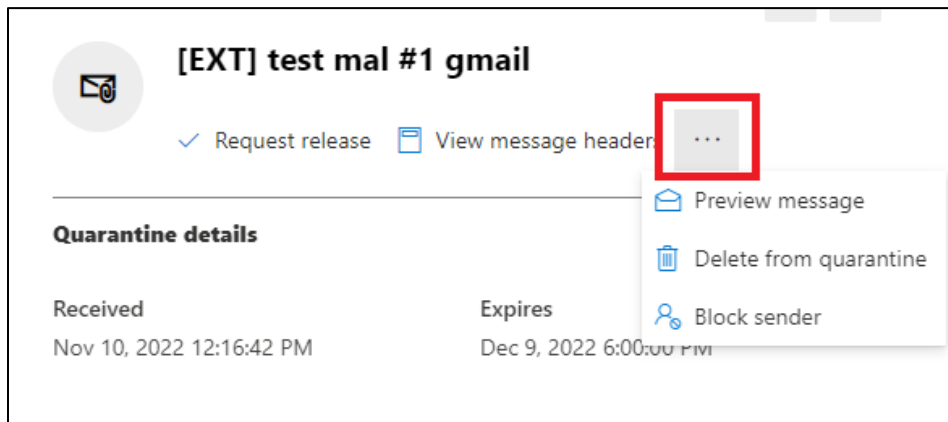 [EXT] test mal #1 gmail
Request release View message header ...
Preview message
Quarantine details
Delete from quarantine
Received Expires
Block sender
Nov 10, 2022 12:16:42 PM Dec 9, 2022 6:00:00 PM